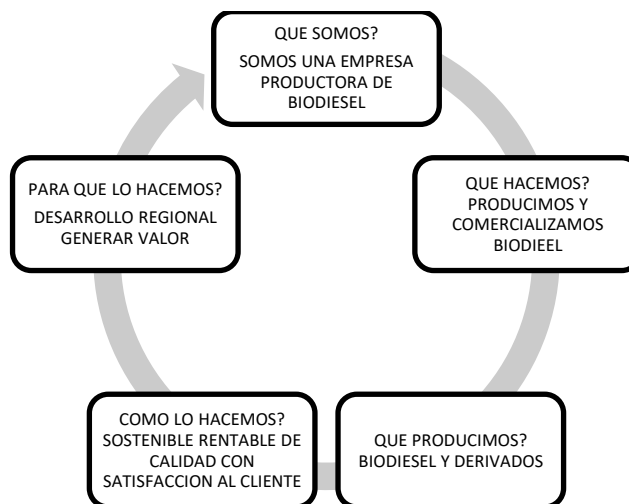 QUE SOMOS?
SOMOS UNA EMPRESA
PRODUCTORA DE
BIODIESEL
QUE HACEMOS?
PRODUCIMOS Y
COMERCIALIZAMOS
BIODIEEL
QUE PRODUCIMOS?
BIODIESEL Y DERIVADOS
COMO LO HACEMOS?
SOSTENIBLE RENTABLE DE
CALIDAD CON
SATISFACCION AL CLIENTE
PARA QUE LO HACEMOS?
DESARROLLO REGIONAL
GENERAR VALOR